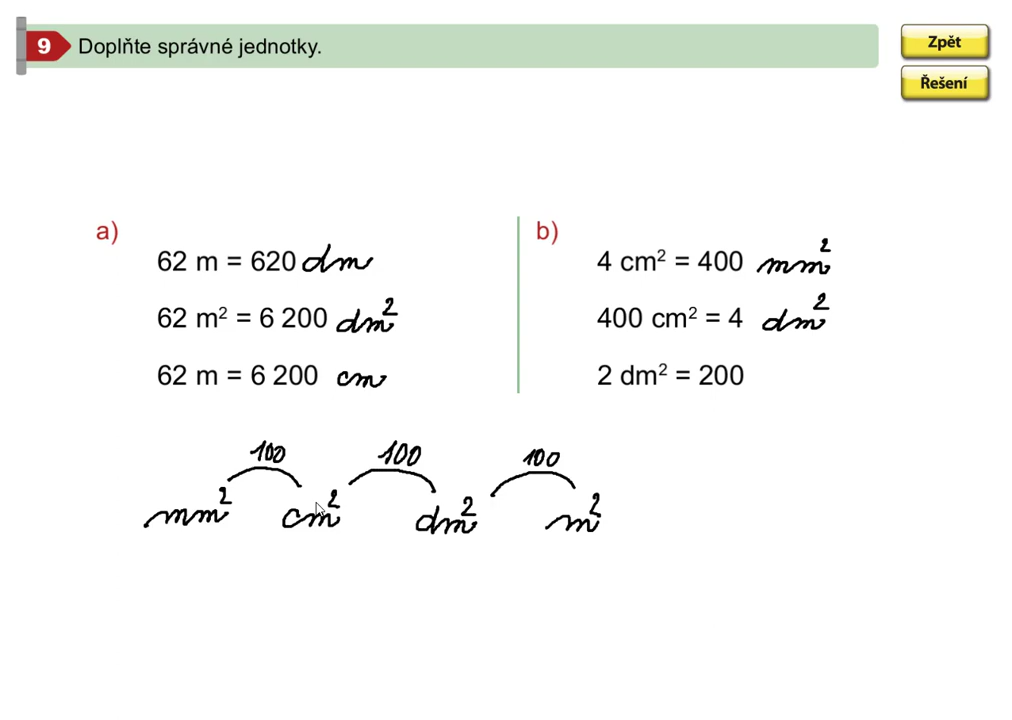 9 Doplňte správné jednotky.
Zpět
Řešení
a)
62 m = 620 dm
62 m² = 6 200 dm²
62 m = 6 200 cm
b)
4 cm² = 400 mm²
400 cm² = 4 dm²
2 dm² = 200
100 100 100
mm² cm² dm² m²